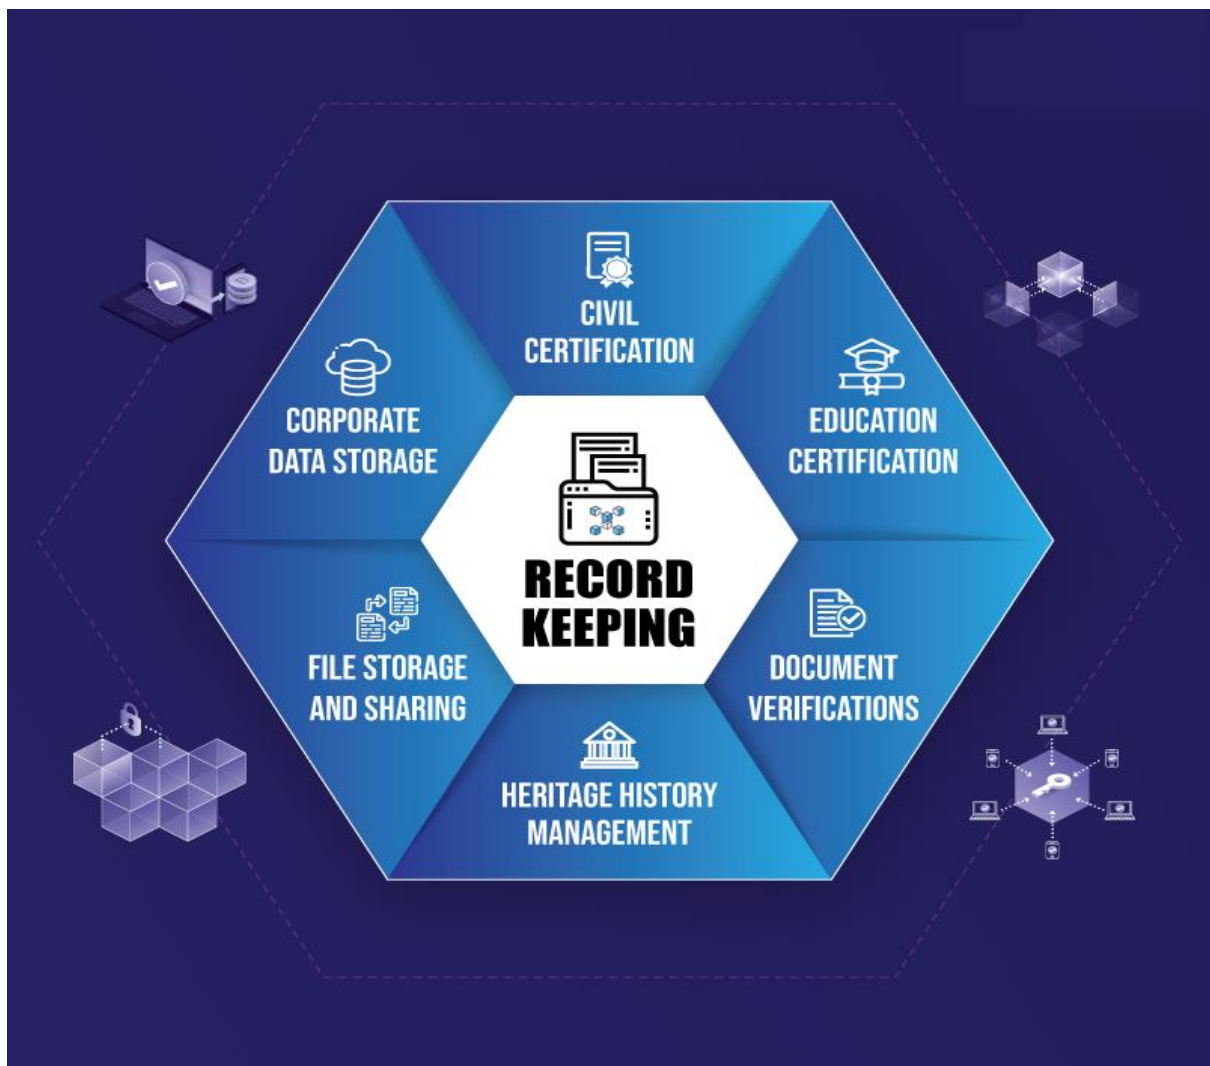 CIVIL
CERTIFICATION
EDUCATION
CERTIFICATION
DOCUMENT
VERIFICATIONS
HERITAGE HISTORY
MANAGEMENT
FILE STORAGE
AND SHARING
CORPORATE
DATA STORAGE
RECORD
KEEPING